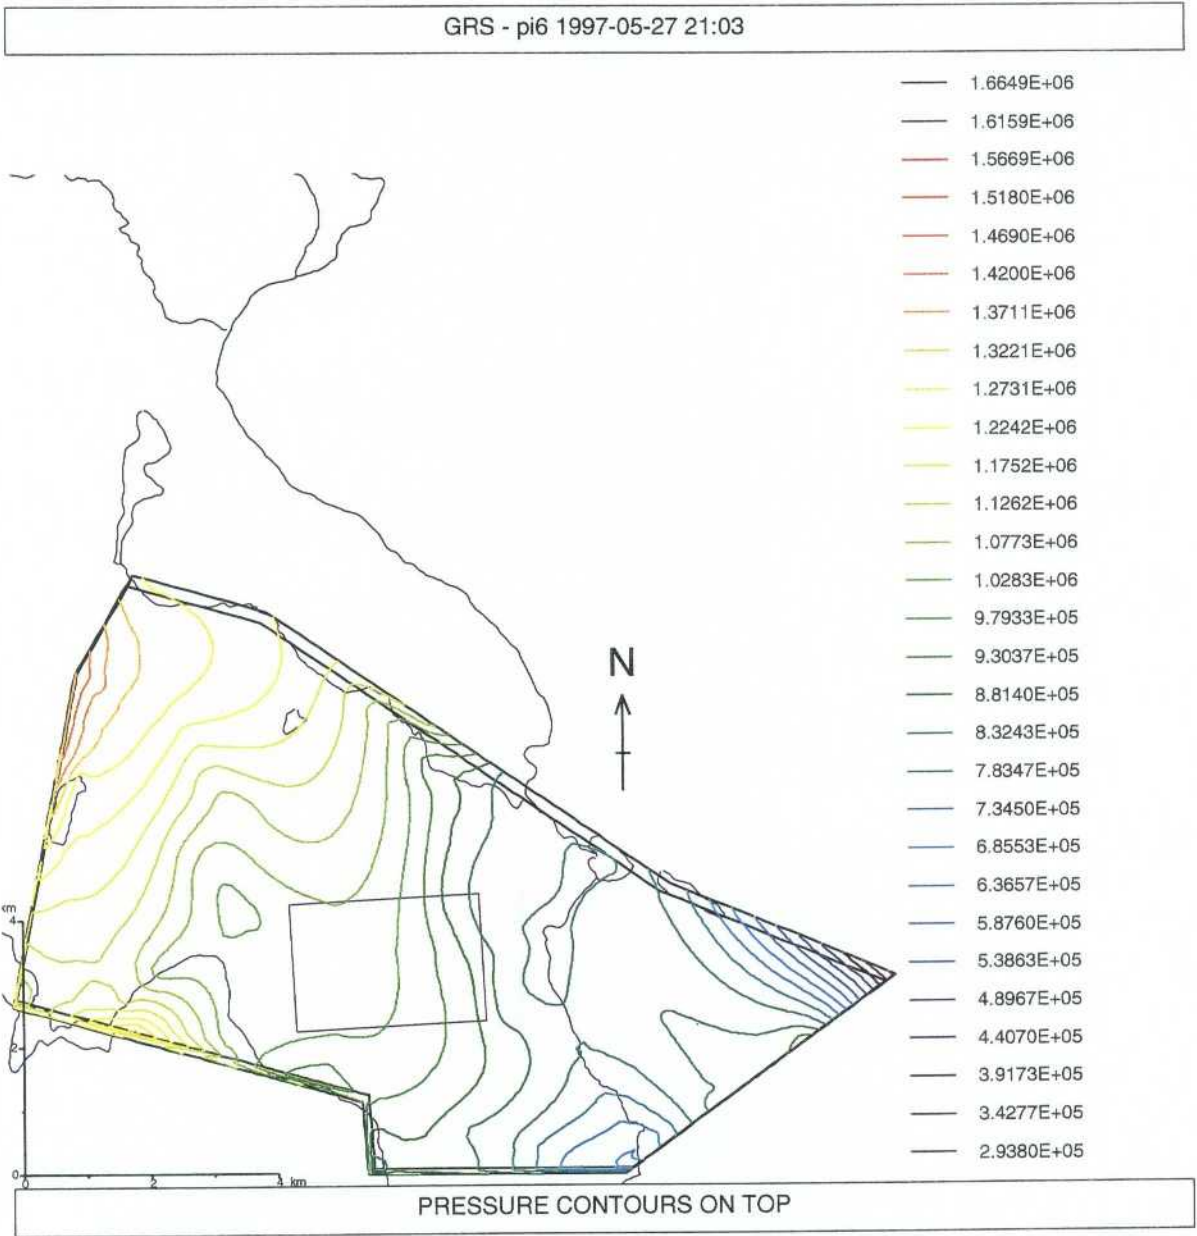 GRS - pi6 1997-05-27 21:03
1.6649E+06
1.6159E+06
1.5669E+06
1.5180E+06
1.4690E+06
1.4200E+06
1.3711E+06
1.3221E+06
1.2731E+06
1.2242E+06
1.1752E+06
1.1262E+06
1.0773E+06
1.0283E+06
9.7933E+05
9.3037E+05
8.8140E+05
8.3243E+05
7.8347E+05
7.3450E+05
6.8553E+05
6.3657E+05
5.8760E+05
5.3863E+05
4.8967E+05
4.4070E+05
3.9173E+05
3.4277E+05
2.9380E+05
N
km
4
2
0
0 2 4 km
PRESSURE CONTOURS ON TOP